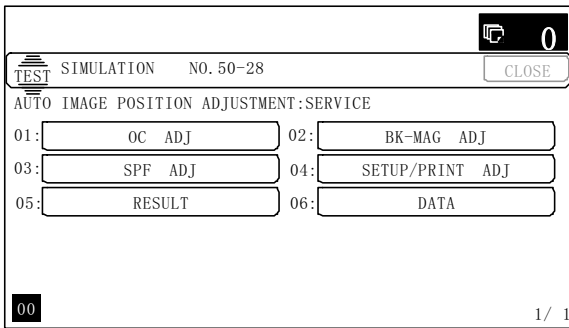 0
TEST SIMULATION NO.50-28 CLOSE
AUTO IMAGE POSITION ADJUSTMENT:SERVICE
01: OC ADJ 02: BK-MAG ADJ
03: SPF ADJ 04: SETUP/PRINT ADJ
05: RESULT 06: DATA
00 1/ 1